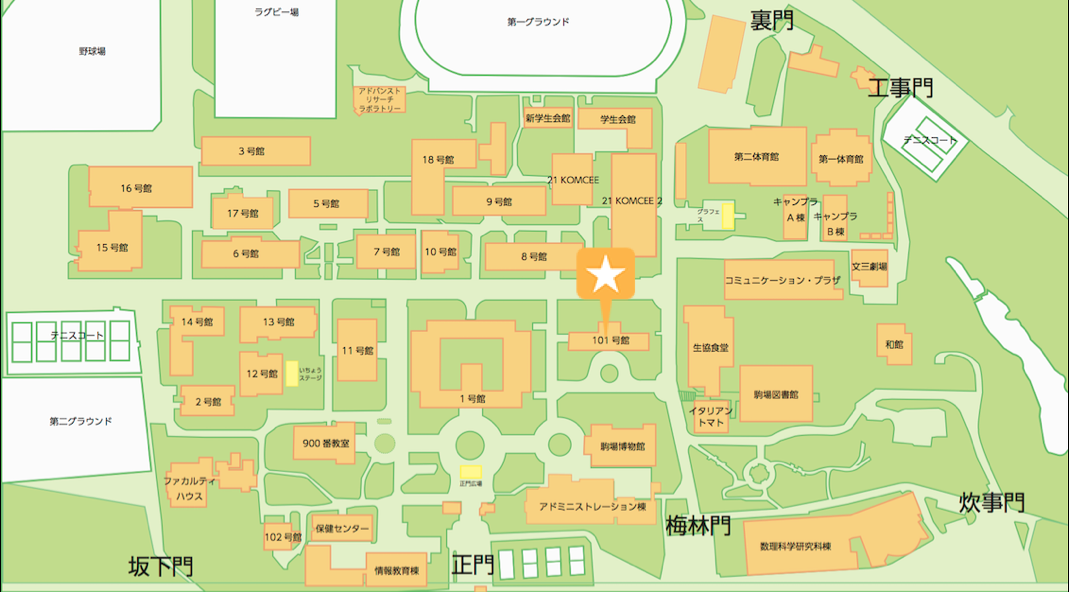 ラグビー場
第一グラウンド
裏門
野球場
工事門
アドバンスト
リサーチ
ラボラトリー
新学生会館
学生会館
テニスコート
3 号館
18 号館
第二体育館
第一体育館
21 KOMCEE
16 号館
5 号館
9 号館
21 KOMCEE 2
キャンプラ
A 棟
キャンプラ
B 棟
17 号館
グラフェ
ス
15 号館
6 号館
7 号館
10 号館
8 号館
文三劇場
コミュニケーション・プラザ
14 号館
13 号館
テニスコート
101 号館
11 号館
生協食堂
和館
12 号館
いちょう
ステージ
2 号館
1 号館
駒場図書館
イタリアン
トマト
第二グラウンド
900 番教室
駒場博物館
ファカルティ
ハウス
正門広場
アドミニストレーション棟
炊事門
梅林門
保健センター
102 号館
数理科学研究科棟
坂下門
正門
情報教育棟